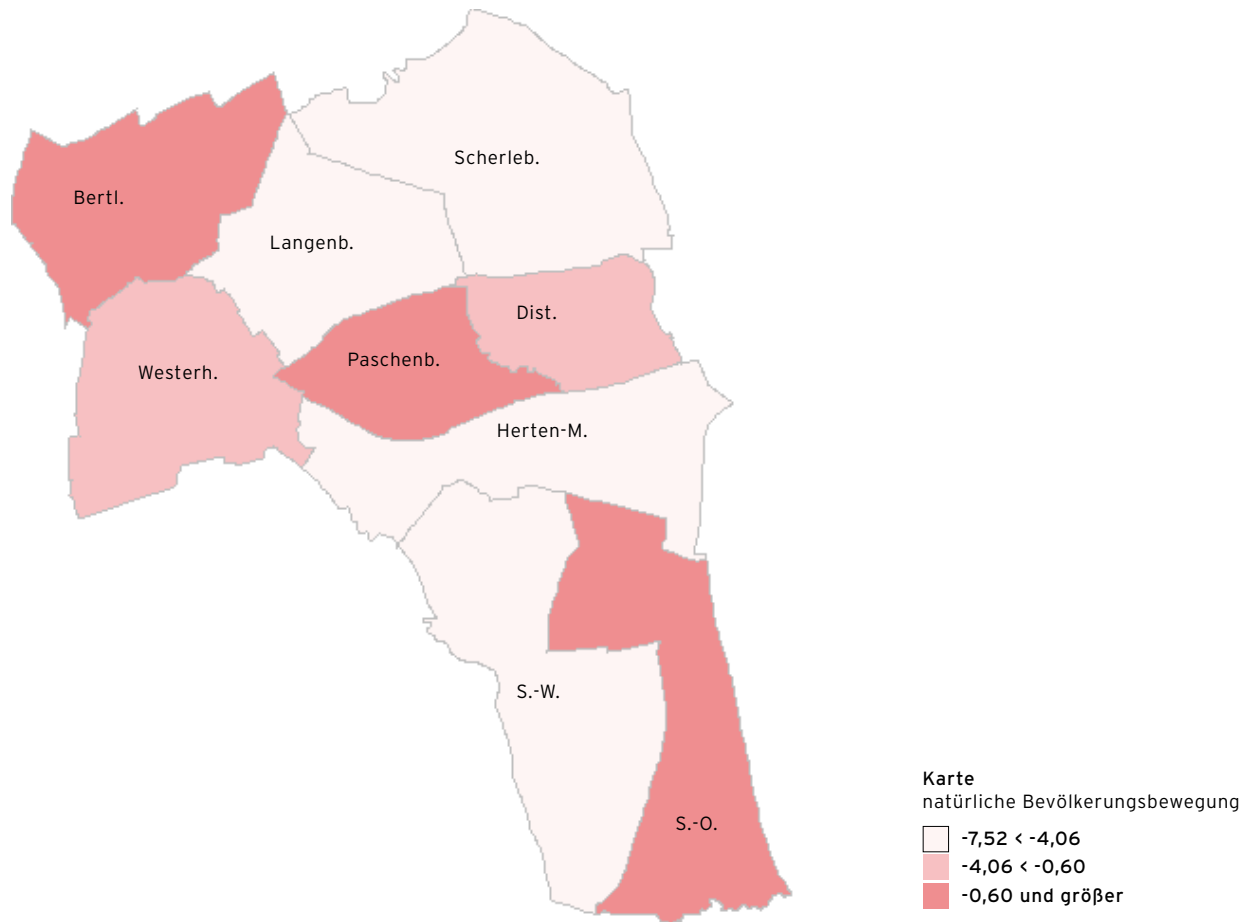 Scherleb.
Bertl.
Langenb.
Dist.
Paschenb.
Westerh.
Herten-M.
S.-W.
S.-O.
Karte
natürliche Bevölkerungsbewegung
-7,52 < -4,06
-4,06 < -0,60
-0,60 und größer